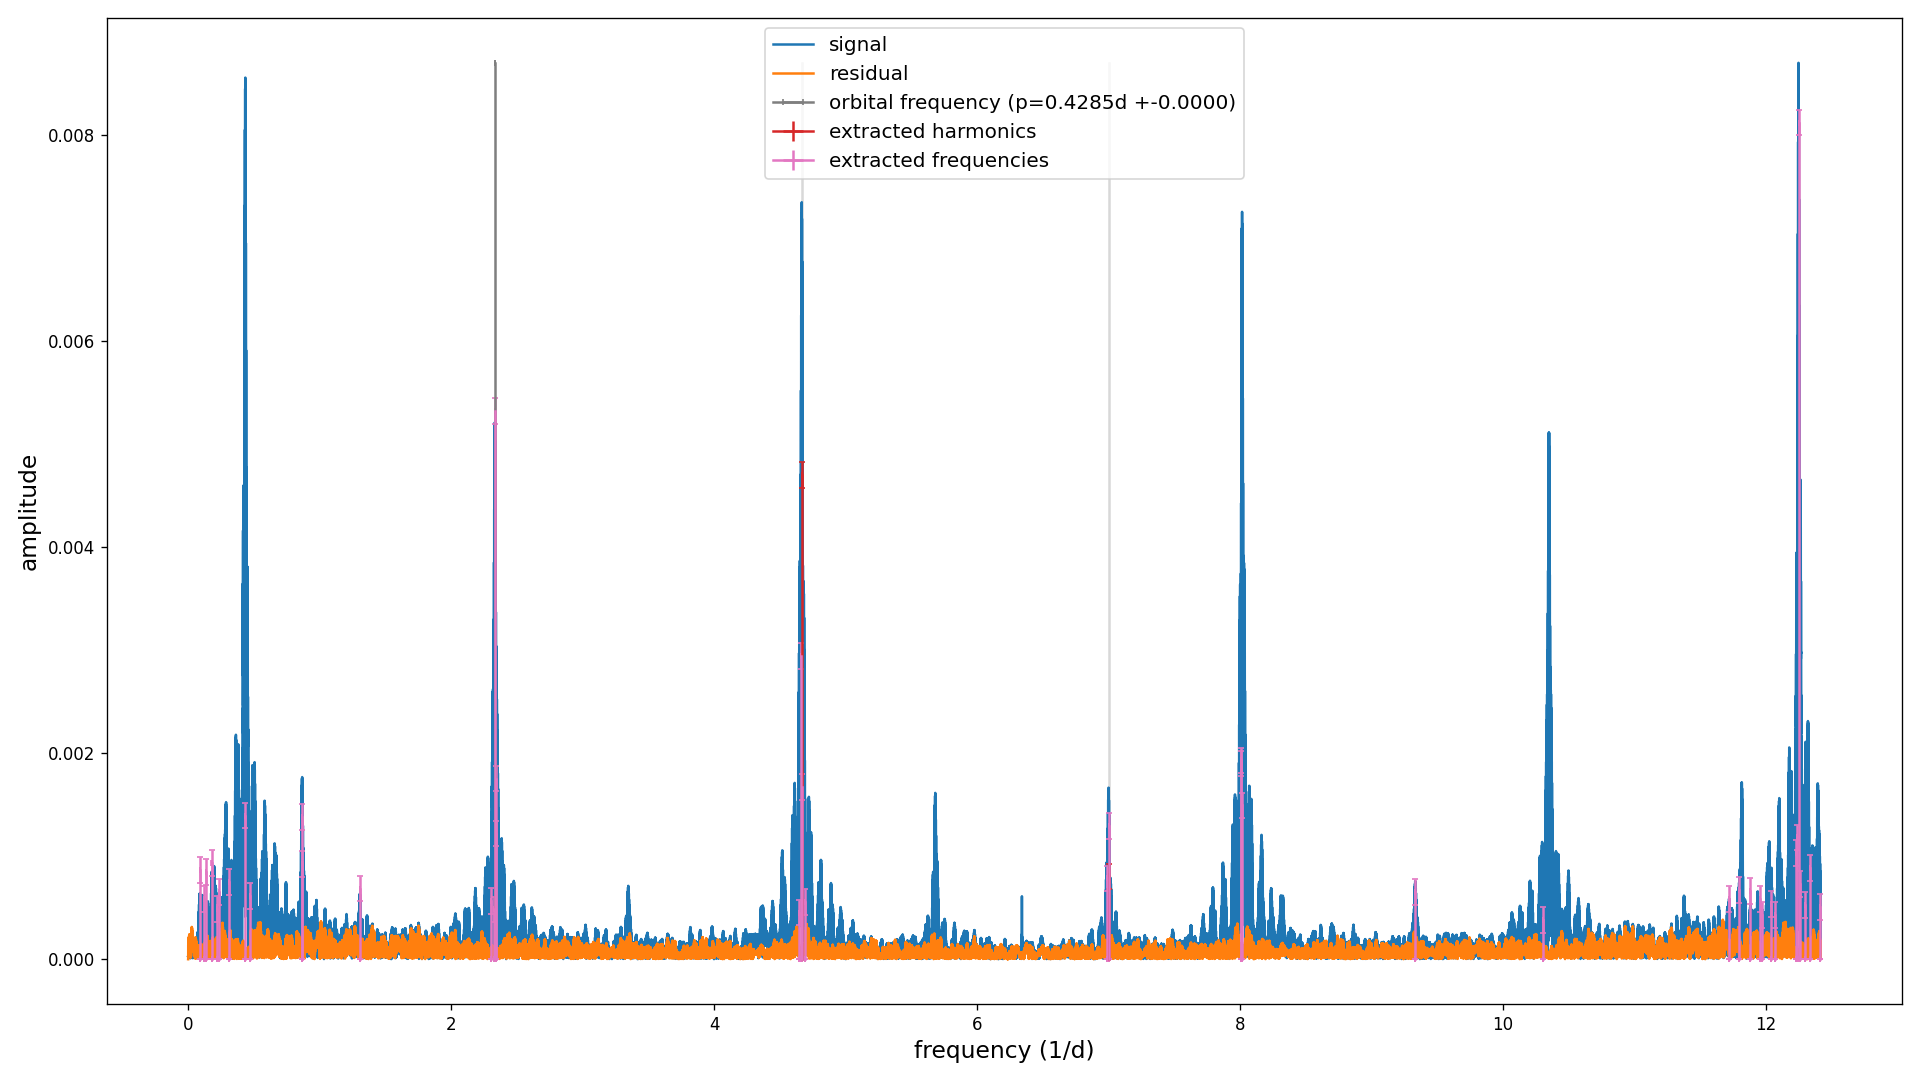 signal
residual
orbital frequency (p=0.4285d +-0.0000)
extracted harmonics
extracted frequencies
0.008
0.006
0.004
0.002
0.000
amplitude
0 2 4 6 8 10 12
frequency (1/d)